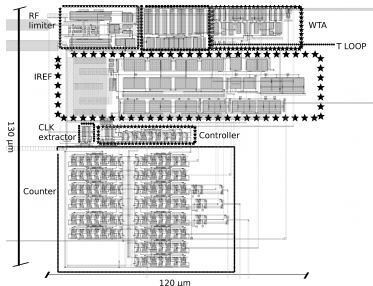 RF
limiter
WTA
T LOOP
IREF
CLK
extractor
Controller
130 µm
Counter
120 µm